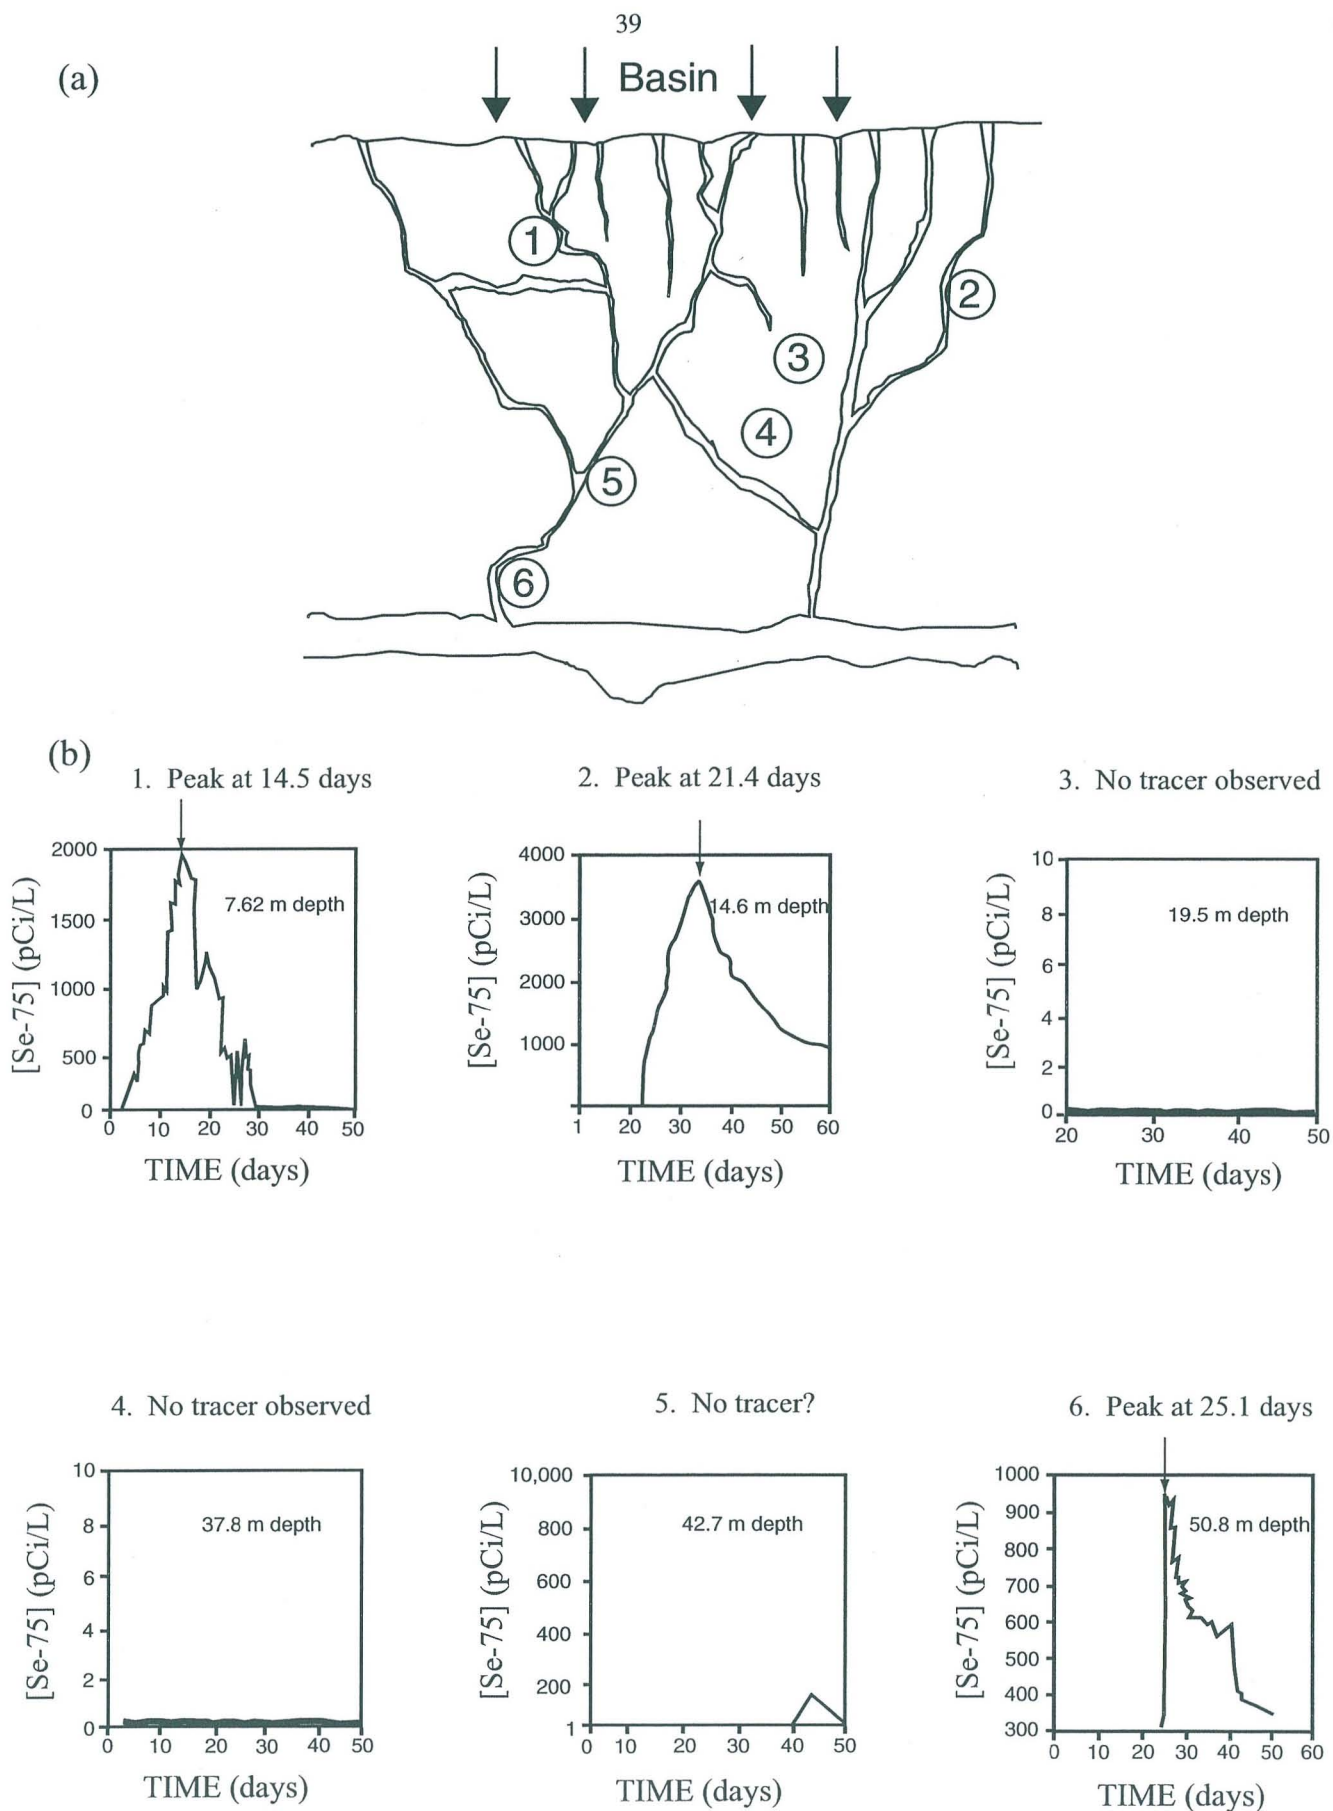 39
(a)
Basin
1
2
3
4
5
6
(b)
1. Peak at 14.5 days
2000
1500
1000
500
0
[Se-75] (pCi/L)
7.62 m depth
0 10 20 30 40 50
TIME (days)
2. Peak at 21.4 days
4000
3000
2000
1000
[Se-75] (pCi/L)
14.6 m depth
1 20 30 40 50 60
TIME (days)
3. No tracer observed
10
8
6
4
2
0
[Se-75] (pCi/L)
19.5 m depth
20 30 40 50
TIME (days)
4. No tracer observed
10
8
6
4
2
0
[Se-75] (pCi/L)
37.8 m depth
0 10 20 30 40 50
TIME (days)
5. No tracer?
10,000
800
600
400
200
1
[Se-75] (pCi/L)
42.7 m depth
0 10 20 30 40 50
TIME (days)
6. Peak at 25.1 days
1000
900
800
700
600
500
400
300
[Se-75] (pCi/L)
50.8 m depth
0 10 20 30 40 50 60
TIME (days)